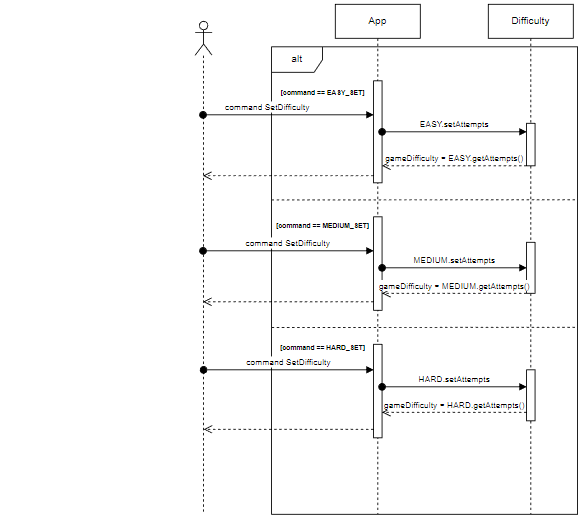 App
Difficulty
alt
[command == EASY_SET]
command SetDifficulty
EASY.setAttempts
gameDifficulty = EASY.getAttempts()
[command == MEDIUM_SET]
command SetDifficulty
MEDIUM.setAttempts
gameDifficulty = MEDIUM.getAttempts()
[command == HARD_SET]
command SetDifficulty
HARD.setAttempts
gameDifficulty = HARD.getAttempts()